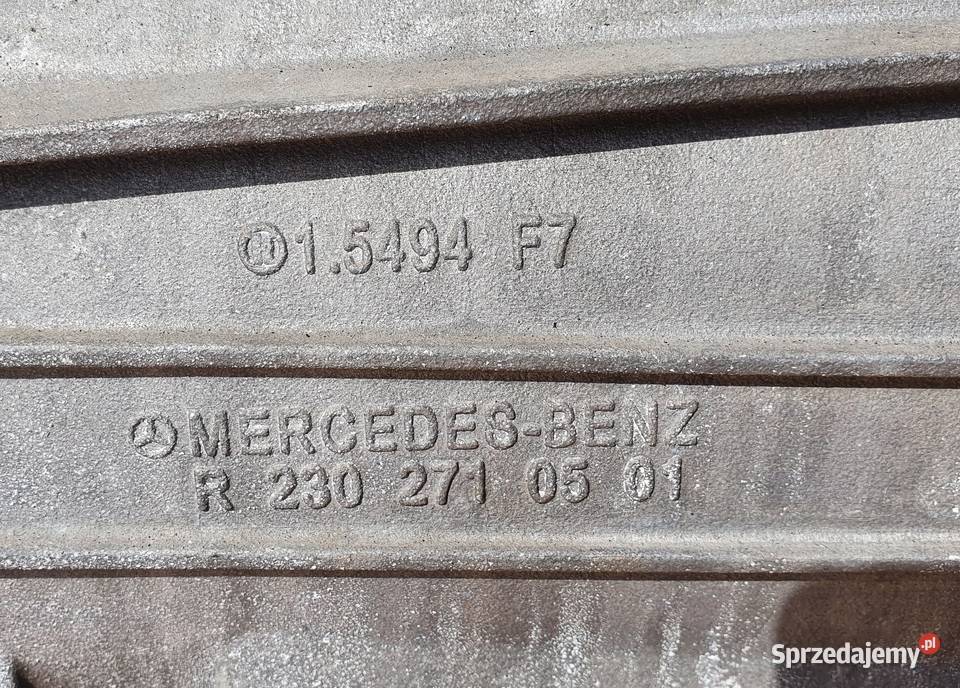 1.5494 F7
MERCEDES-BENZ
R 230 271 05 01
Sprzedajemy.pl